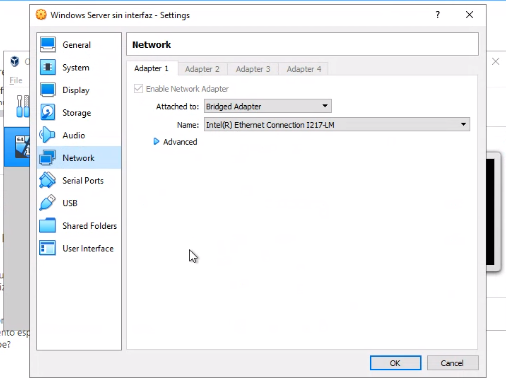 Windows Server sin interfaz - Settings
?
General
System
Display
Storage
Audio
Network
Serial Ports
USB
Shared Folders
User Interface
Network
Adapter 1
Adapter 2
Adapter 3
Adapter 4
Enable Network Adapter
Attached to: Bridged Adapter
Name: Intel(R) Ethernet Connection I217-LM
Advanced
OK
Cancel
File